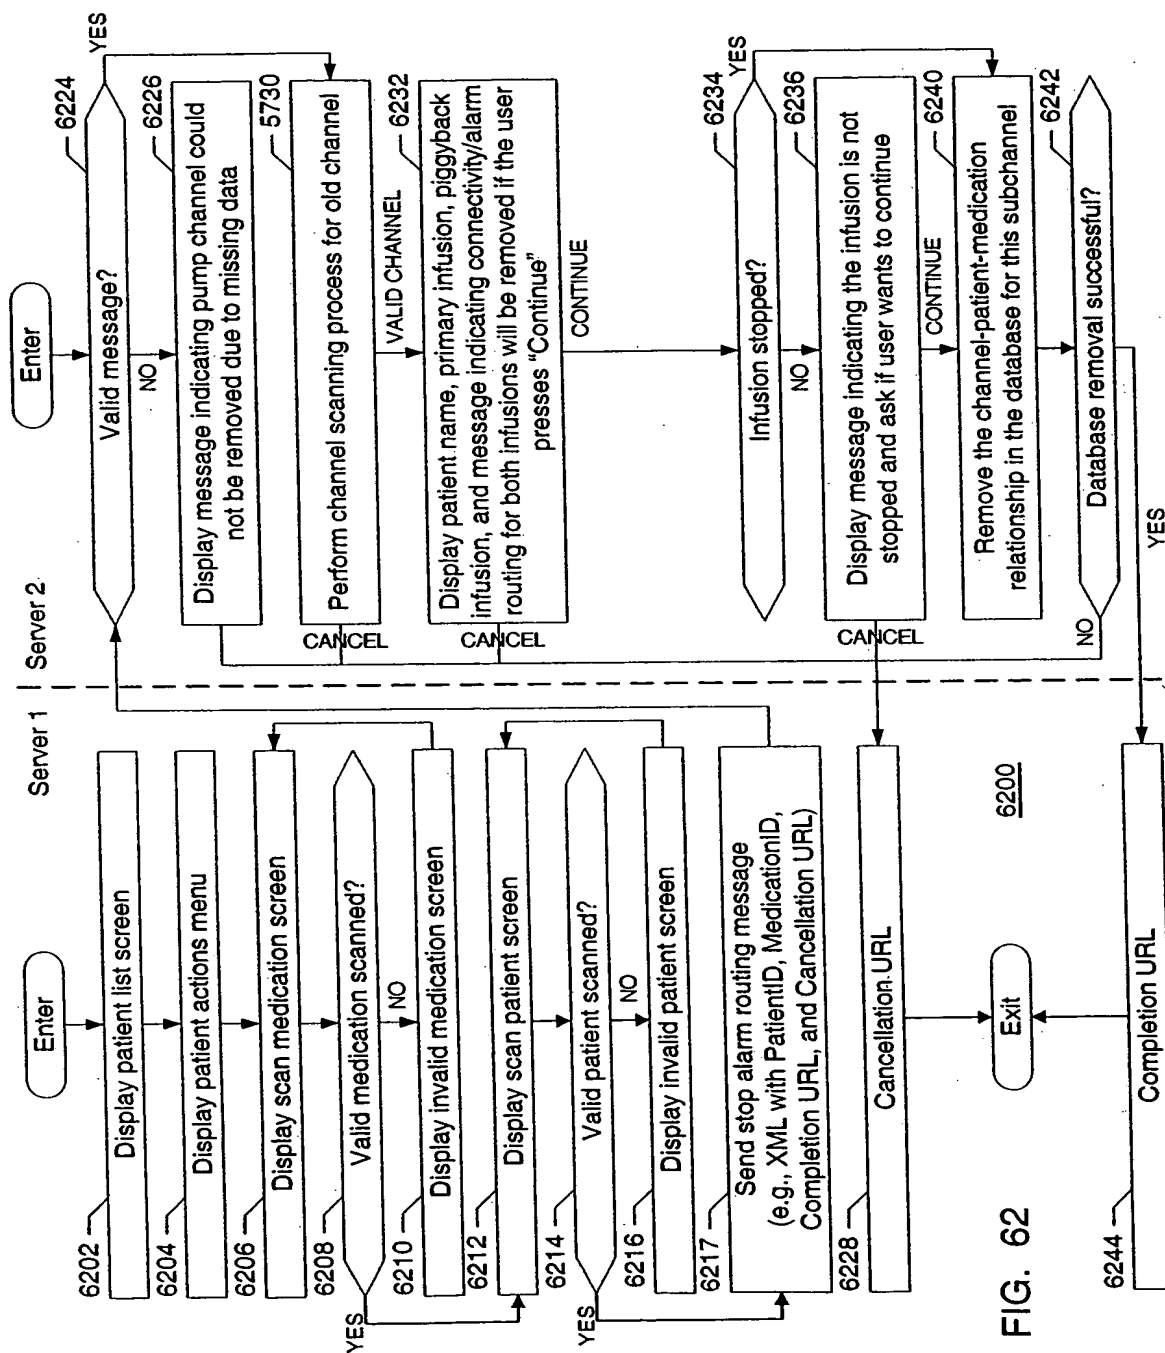 Server 1
Enter
6202
Display patient list screen
6204
Display patient actions menu
6206
Display scan medication screen
6208
Valid medication scanned?
YES
NO
6210
Display invalid medication screen
6212
Display scan patient screen
6214
Valid patient scanned?
YES
NO
6216
Display invalid patient screen
6217
Send stop alarm routing message
(e.g., XML with PatientID, MedicationID,
Completion URL, and Cancellation URL)
6228
Cancellation URL
Exit
6200
6244
Completion URL
FIG. 62
Server 2
Enter
6224
Valid message?
YES
NO
6226
Display message indicating pump channel could
not be removed due to missing data
5730
Perform channel scanning process for old channel
CANCEL
VALID CHANNEL
6232
Display patient name, primary infusion, piggyback
infusion, and message indicating connectivity/alarm
routing for both infusions will be removed if the user
presses "Continue"
CANCEL
CONTINUE
6234
Infusion stopped?
YES
NO
6236
Display message indicating the infusion is not
stopped and ask if user wants to continue
CANCEL
CONTINUE
6240
Remove the channel-patient-medication
relationship in the database for this subchannel
6242
Database removal successful?
NO
YES